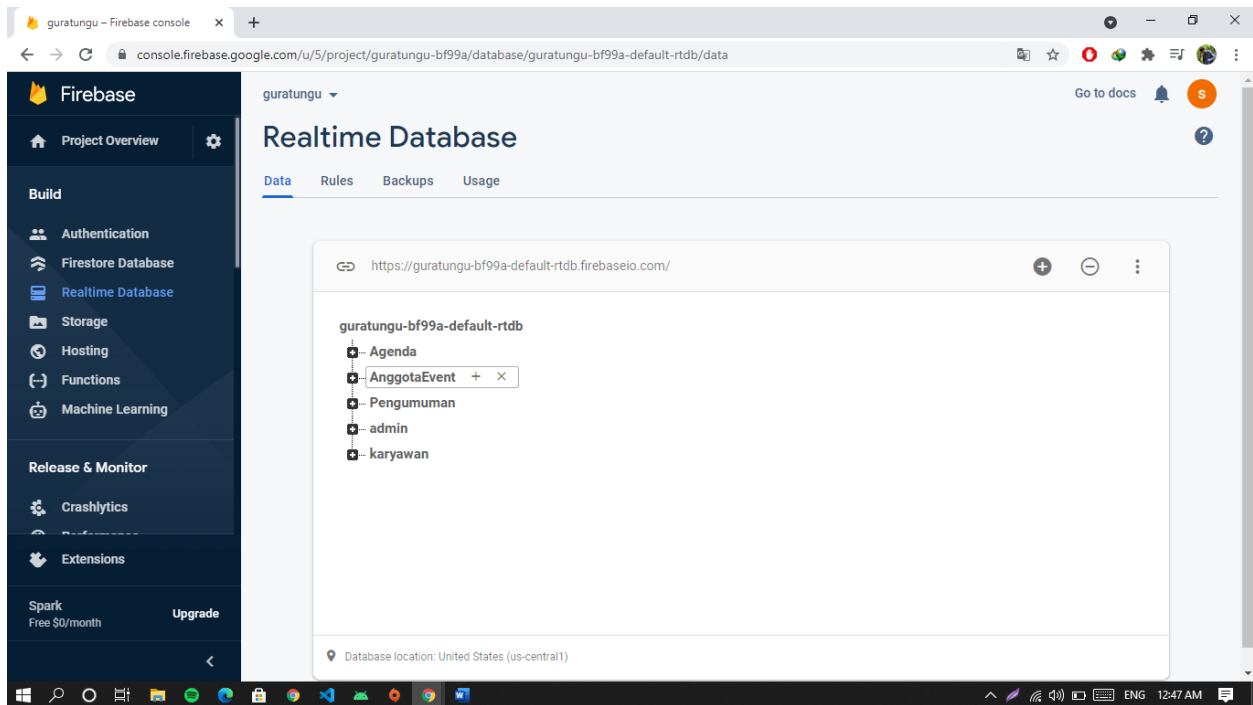 guratungu – Firebase console
console.firebase.google.com/u/5/project/guratungu-bf99a/database/guratungu-bf99a-default-rtdb/data
Firebase
guratungu
Go to docs
S
Project Overview
Realtime Database
Data Rules Backups Usage
Build
Authentication
Firestore Database
Realtime Database
Storage
Hosting
Functions
Machine Learning
Release & Monitor
Crashlytics
Performance
Extensions
Spark
Free $0/month
Upgrade
https://guratungu-bf99a-default-rtdb.firebaseio.com/
guratungu-bf99a-default-rtdb
Agenda
AnggotaEvent
Pengumuman
admin
karyawan
Database location: United States (us-central1)
ENG 12:47 AM